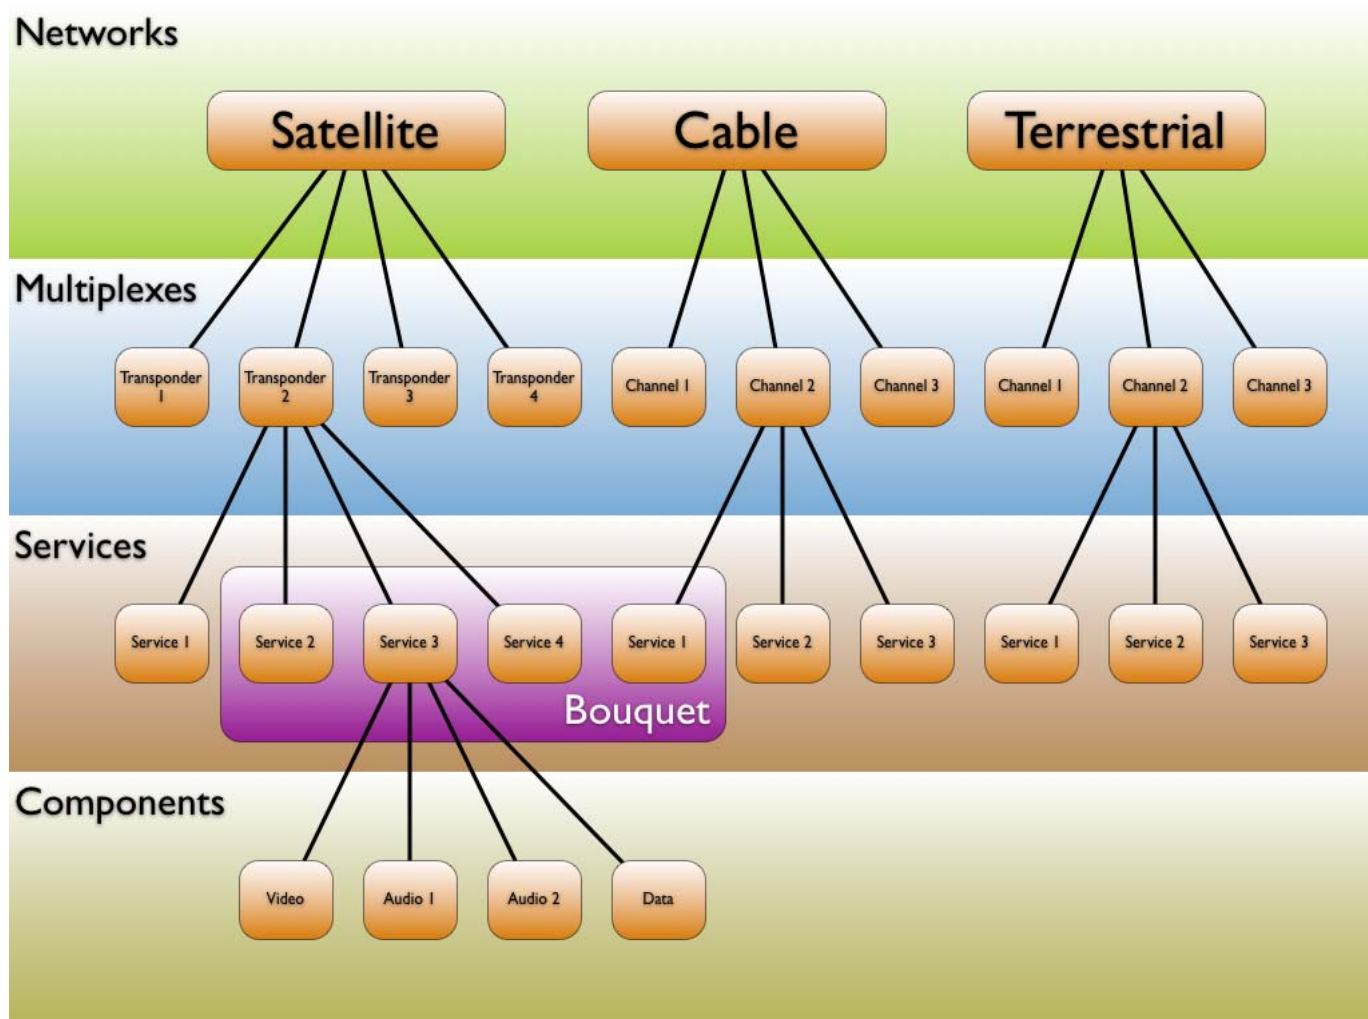 Networks
Satellite
Cable
Terrestrial
Multiplexes
Transponder
1
Transponder
2
Transponder
3
Transponder
4
Channel 1
Channel 2
Channel 3
Channel 1
Channel 2
Channel 3
Services
Service 1
Service 2
Service 3
Service 4
Service 1
Service 2
Service 3
Service 1
Service 2
Service 3
Bouquet
Components
Video
Audio 1
Audio 2
Data